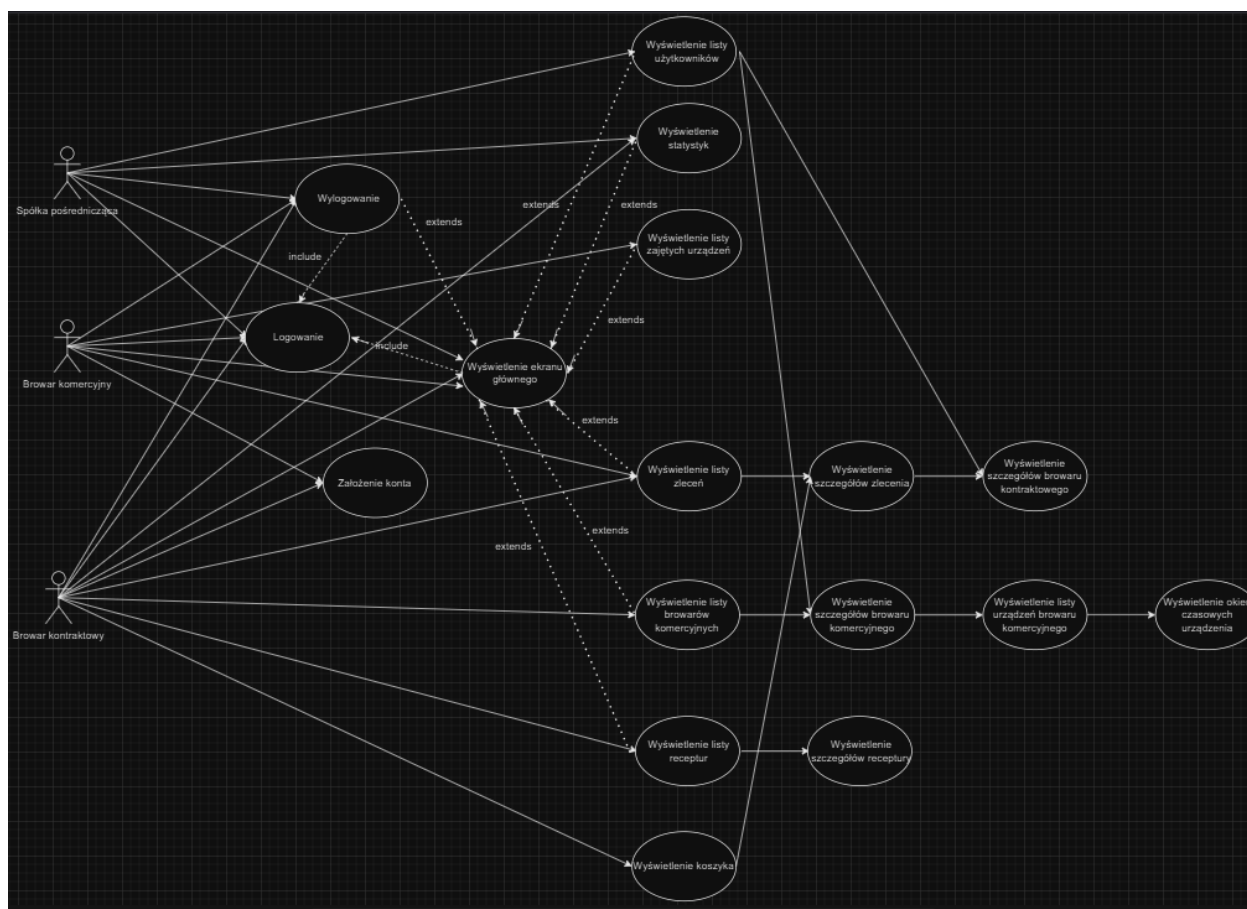 Wyświetlenie listy
użytkowników
Wyświetlenie
statystyk
Spółka pośrednicząca
Wylogowanie
extends
extends
extends
Wyświetlenie listy
zajętych urządzeń
include
extends
Logowanie
include
Wyświetlenie ekranu
głównego
Browar komercyjny
extends
Założenie konta
Wyświetlenie listy
zleceń
Wyświetlenie
szczegółów zlecenia
Wyświetlenie
szczegółów browaru
kontraktowego
extends
extends
Browar kontraktowy
Wyświetlenie listy
browarów
komercyjnych
Wyświetlenie
szczegółów browaru
komercyjnego
Wyświetlenie listy
urządzeń browaru
komercyjnego
Wyświetlenie okien
czasowych
urządzenia
Wyświetlenie listy
receptur
Wyświetlenie
szczegółów receptury
Wyświetlenie koszyka